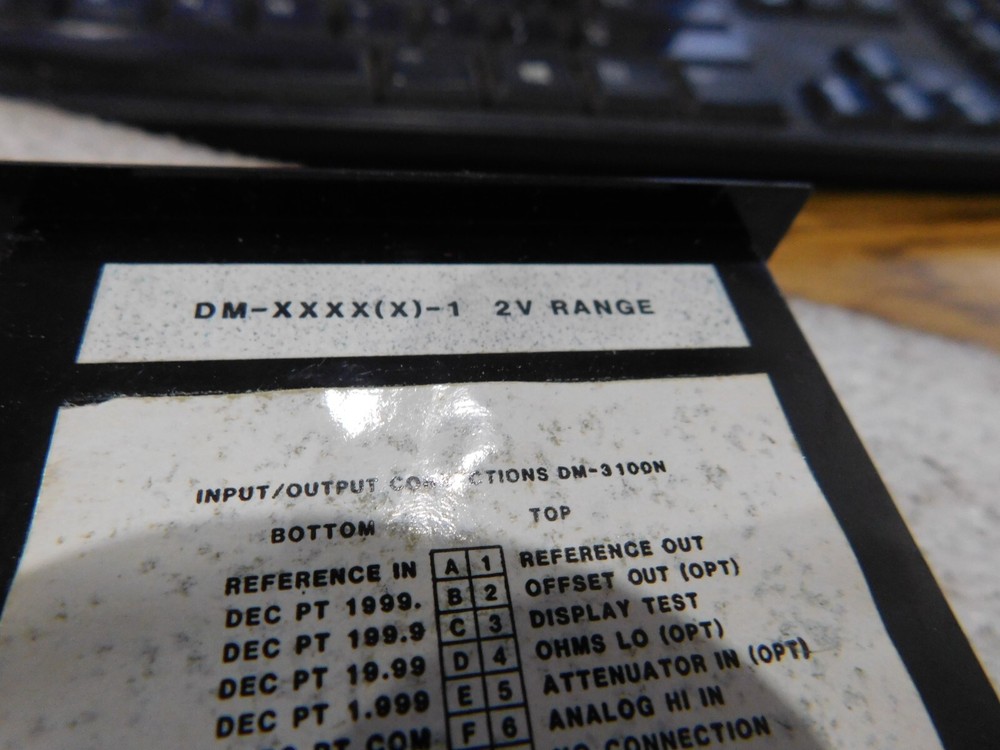 DM-XXXX(X)-1 2V RANGE
INPUT/OUTPUT DM-3100N
BOTTOM TOP
REFERENCE IN A 1 REFERENCE OUT
DEC PT 1999. B 2 OFFSET OUT (OPT)
DEC PT 199.9 C 3 DISPLAY TEST
DEC PT 19.99 D 4 OHMS LO (OPT)
DEC PT 1.999 E 5 ATTENUATOR IN (OPT)
PT COM F 6 ANALOG HI IN
CONNECTION